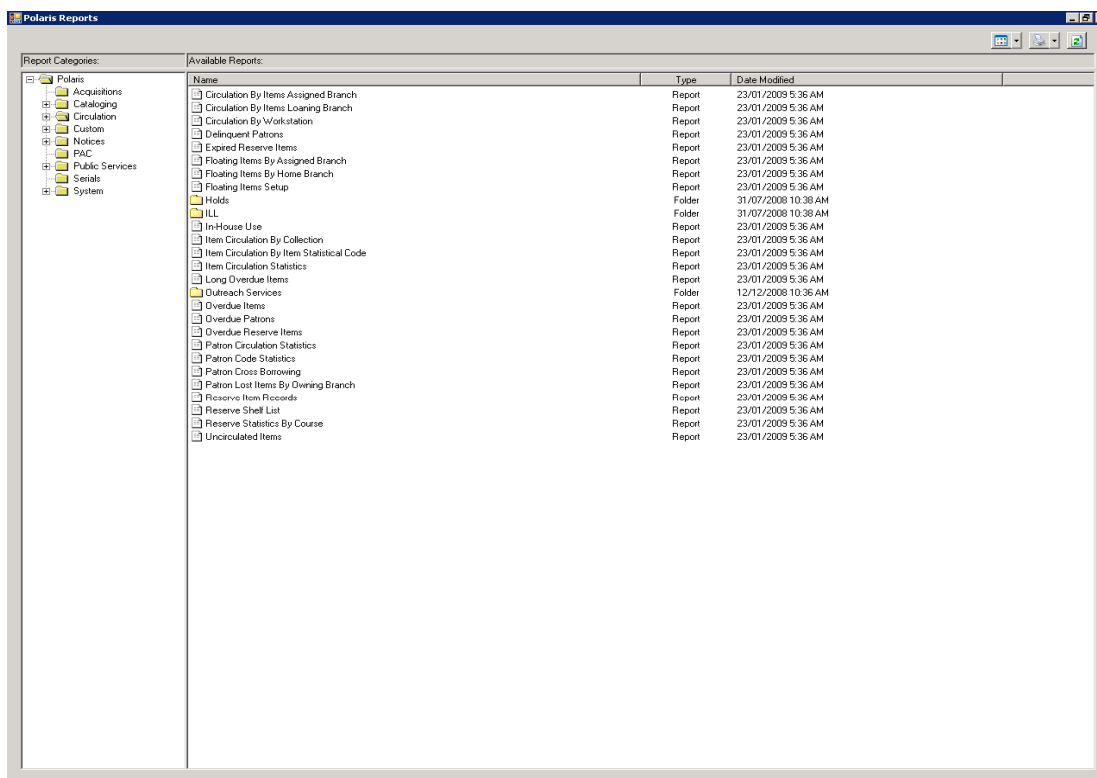 Polaris Reports
Report Categories:
Available Reports:
Polaris
Acquisitions
Cataloging
Circulation
Custom
Notices
PAC
Public Services
Serials
System
Name Type Date Modified
Circulation By Items Assigned Branch Report 23/01/2009 5:36 AM
Circulation By Items Loaning Branch Report 23/01/2009 5:36 AM
Circulation By Workstation Report 23/01/2009 5:36 AM
Delinquent Patrons Report 23/01/2009 5:36 AM
Expired Reserve Items Report 23/01/2009 5:36 AM
Floating Items By Assigned Branch Report 23/01/2009 5:36 AM
Floating Items By Home Branch Report 23/01/2009 5:36 AM
Floating Items Setup Report 23/01/2009 5:36 AM
Holds Folder 31/07/2008 10:38 AM
ILL Folder 31/07/2008 10:38 AM
In-House Use Report 23/01/2009 5:36 AM
Item Circulation By Collection Report 23/01/2009 5:36 AM
Item Circulation By Item Statistical Code Report 23/01/2009 5:36 AM
Item Circulation Statistics Report 23/01/2009 5:36 AM
Long Overdue Items Report 23/01/2009 5:36 AM
Outreach Services Folder 12/12/2008 10:36 AM
Overdue Items Report 23/01/2009 5:36 AM
Overdue Patrons Report 23/01/2009 5:36 AM
Overdue Reserve Items Report 23/01/2009 5:36 AM
Patron Circulation Statistics Report 23/01/2009 5:36 AM
Patron Code Statistics Report 23/01/2009 5:36 AM
Patron Cross Borrowing Report 23/01/2009 5:36 AM
Patron Lost Items By Owning Branch Report 23/01/2009 5:36 AM
Reserve Item Records Report 23/01/2009 5:36 AM
Reserve Shelf List Report 23/01/2009 5:36 AM
Reserve Statistics By Course Report 23/01/2009 5:36 AM
Uncirculated Items Report 23/01/2009 5:36 AM